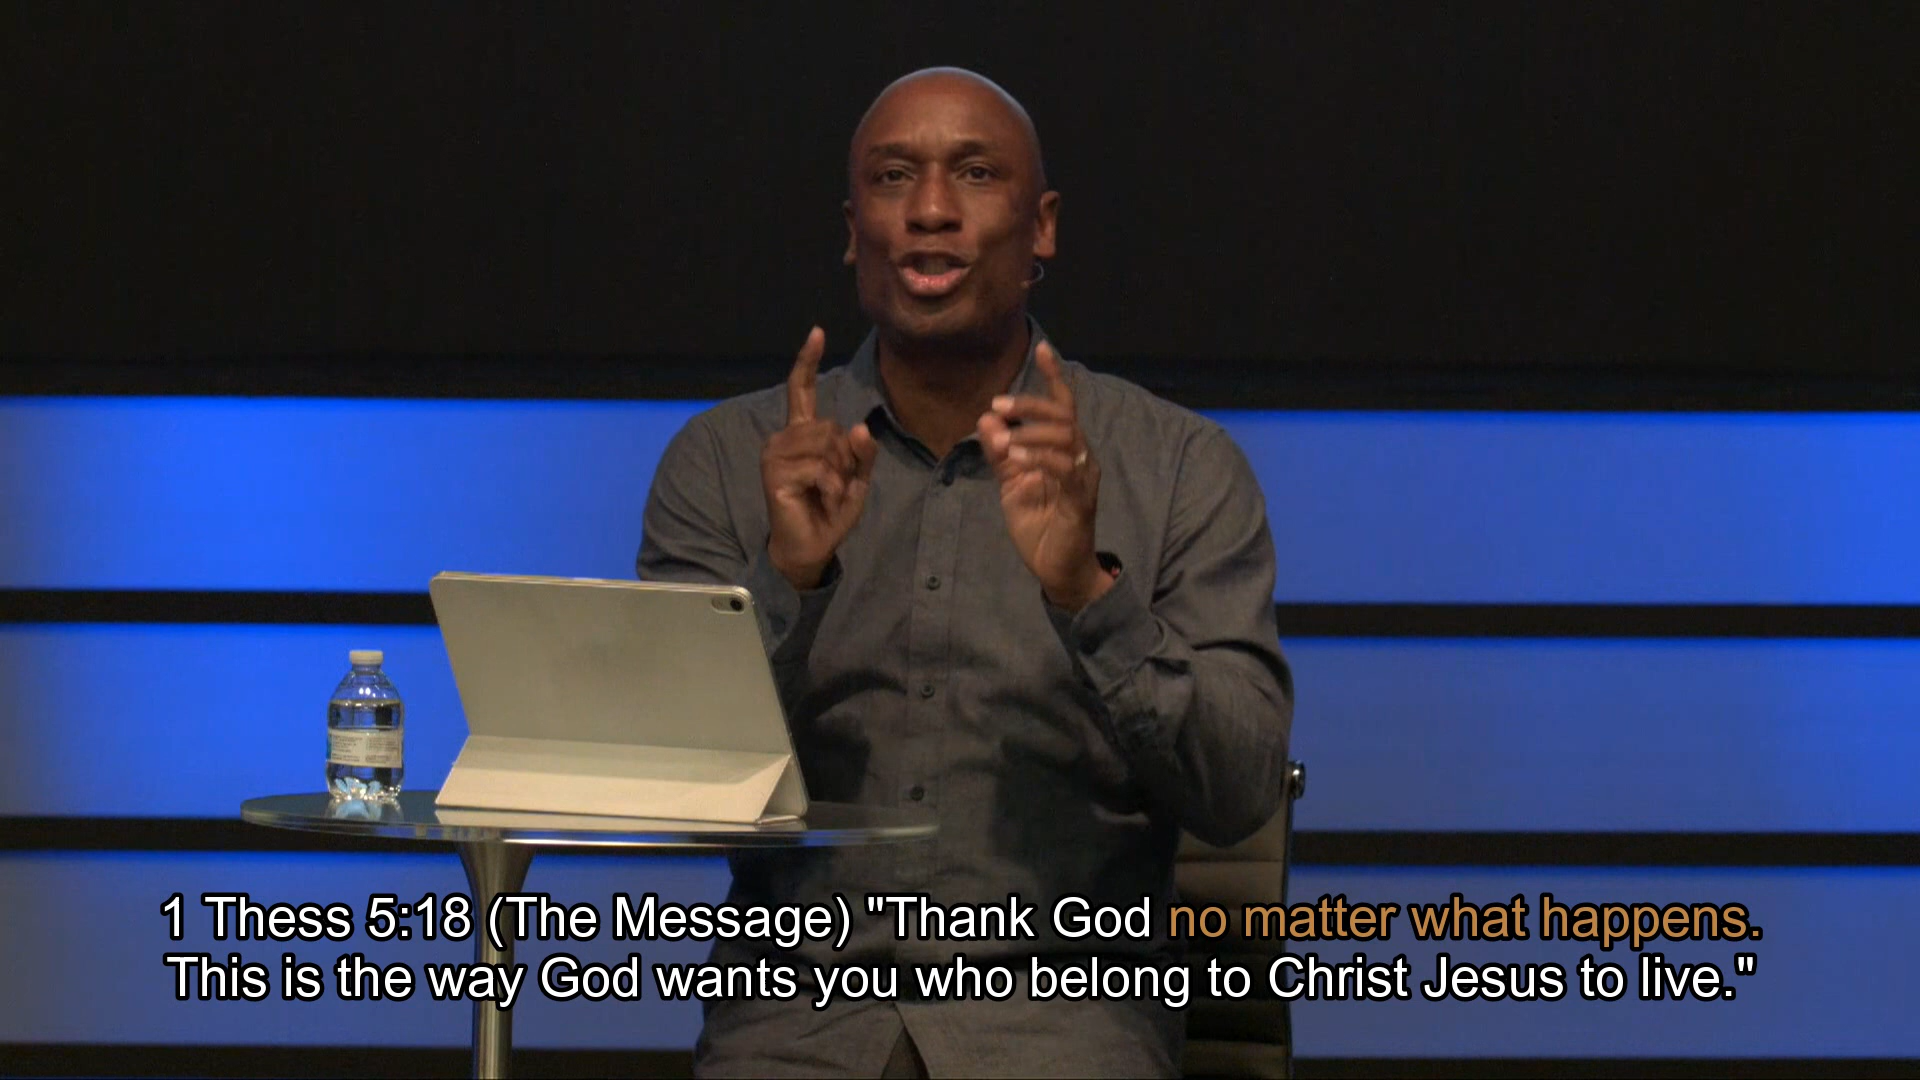 1 Thess 5:18 (The Message) "Thank God no matter what happens.
This is the way God wants you who belong to Christ Jesus to live."